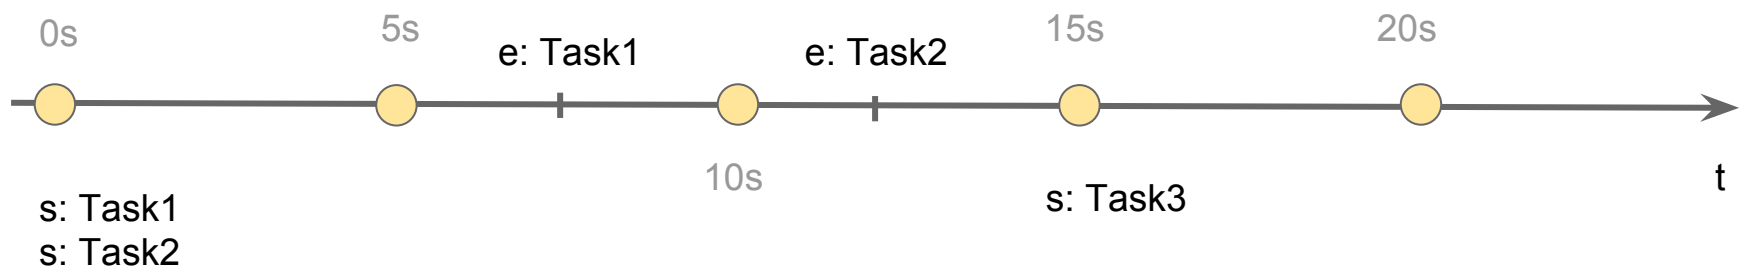 0s
5s
e: Task1
e: Task2
15s
20s
10s
t
s: Task1
s: Task2
s: Task3